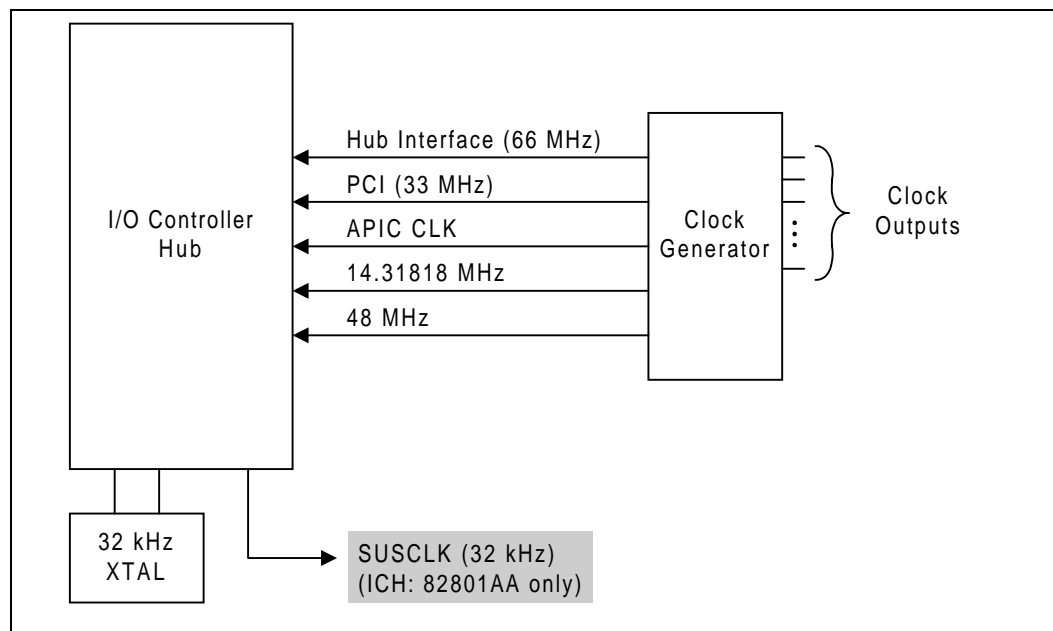 I/O Controller
Hub
Hub Interface (66 MHz)
PCI (33 MHz)
APIC CLK
14.31818 MHz
48 MHz
Clock
Generator
Clock
Outputs
32 kHz
XTAL
SUSCLK (32 kHz)
(ICH: 82801AA only)